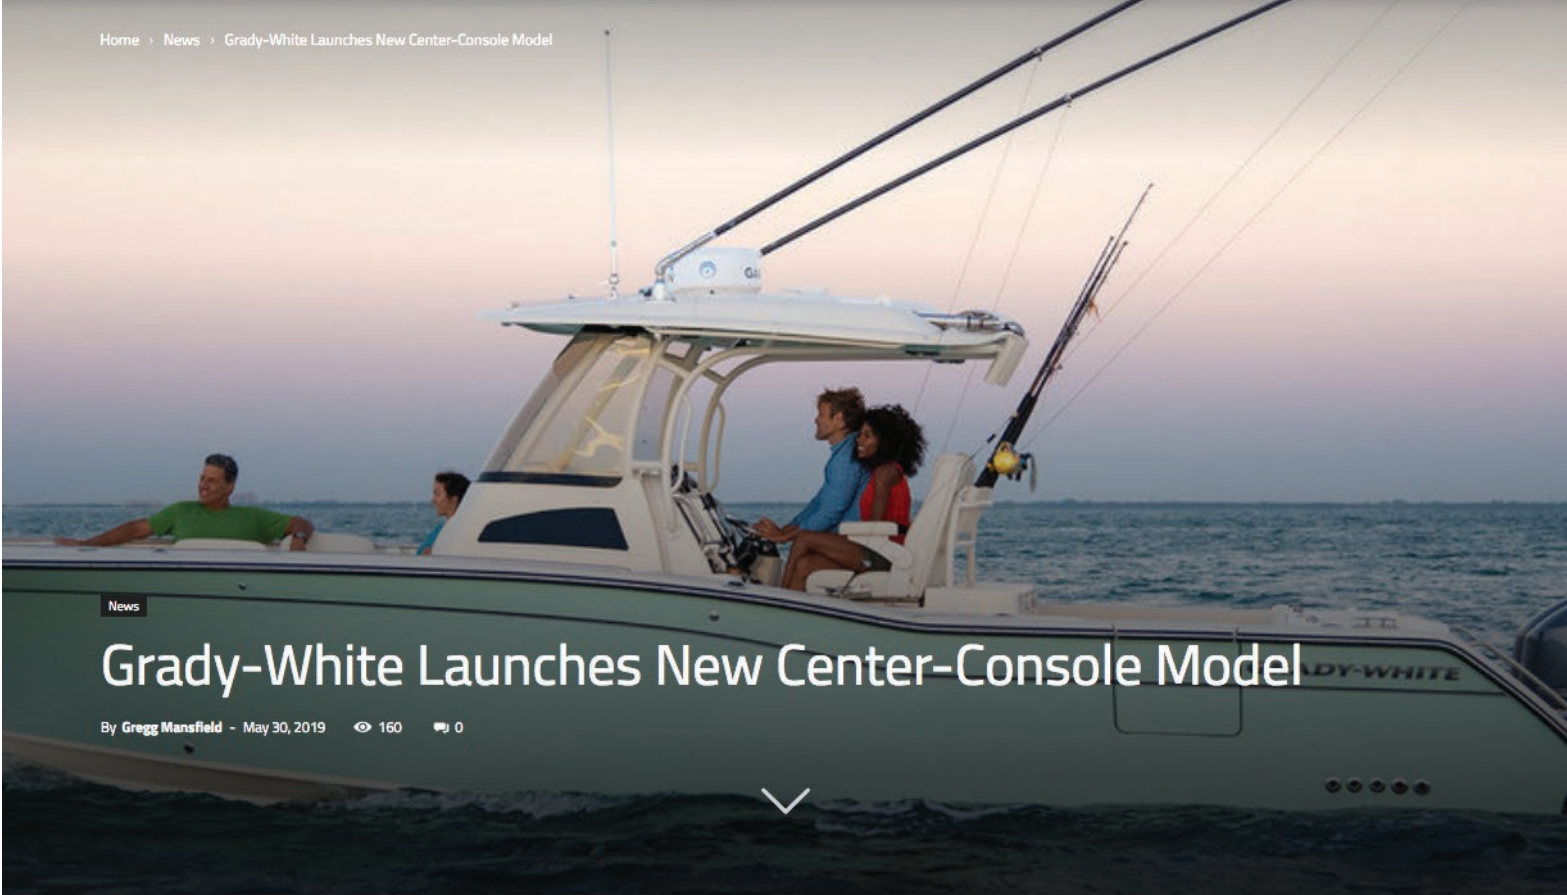 Home › News › Grady-White Launches New Center-Console Model
News
Grady-White Launches New Center-Console Model
By Gregg Mansfield - May 30, 2019 160 0